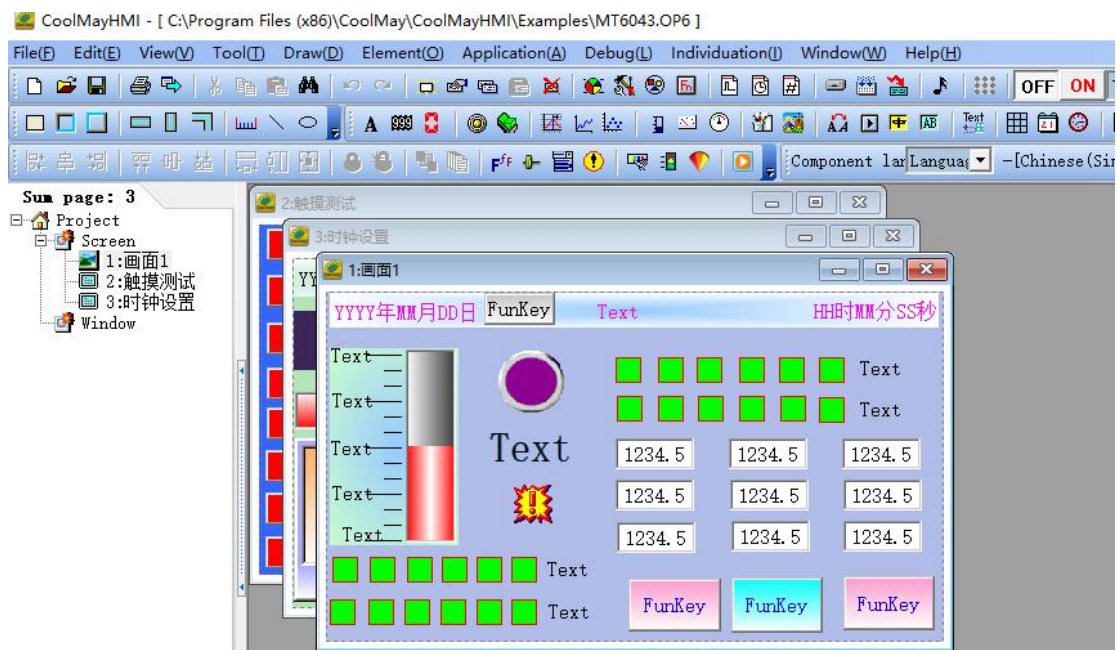 CoolMayHMI - [ C:\Program Files (x86)\CoolMay\CoolMayHMI\Examples\MT6043.OP6 ]
File(F) Edit(E) View(V) Tool(T) Draw(D) Element(O) Application(A) Debug(L) Individuation(I) Window(W) Help(H)
OFF ON
A Text
Component lar Languag -[Chinese(Sin
Sum page: 3
Project
Screen
1:画面1
2:触摸测试
3:时钟设置
Window
2:触摸测试
3:时钟设置
YY
1:画面1
YYYY年MM月DD日 FunKey Text HH时MM分SS秒
Text
Text
Text
Text
Text
Text
Text
Text
1234.5 1234.5 1234.5
1234.5 1234.5 1234.5
1234.5 1234.5 1234.5
Text
Text
FunKey FunKey FunKey